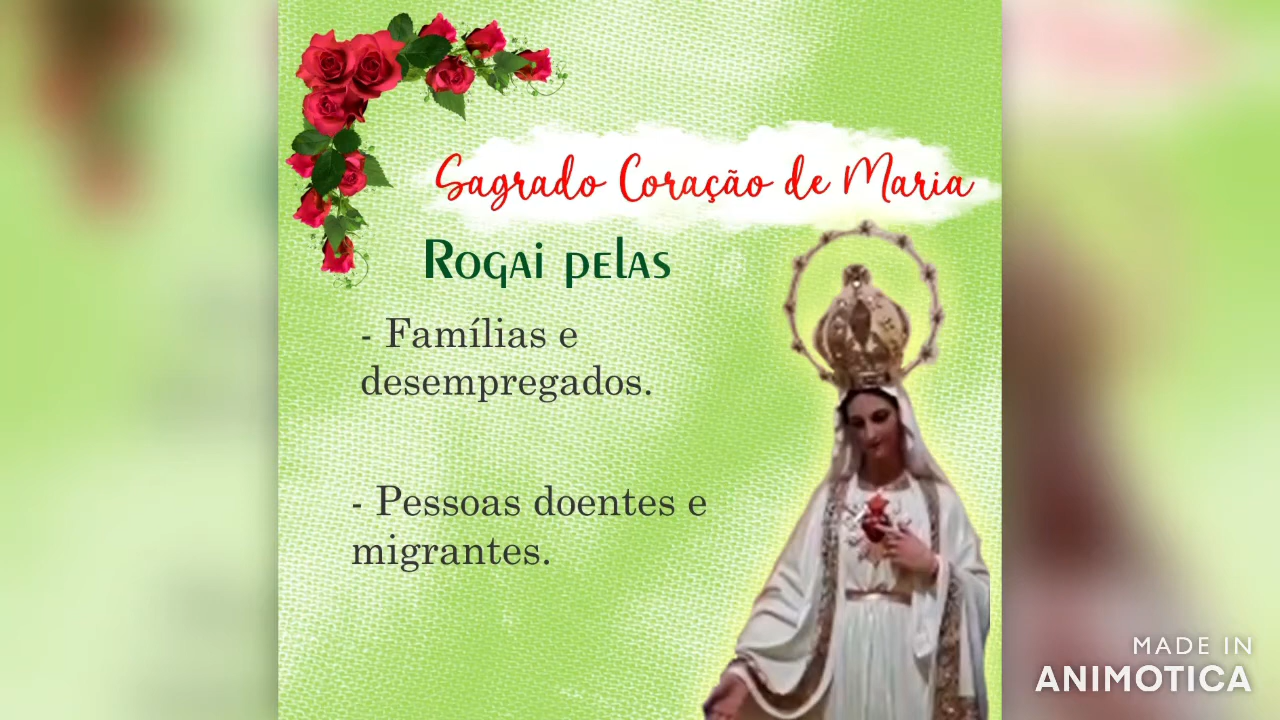 Sagrado Coração de Maria
Rogai pelas
- Famílias e
desempregados.
- Pessoas doentes e
migrantes.
MADE IN
ANIMOTICA